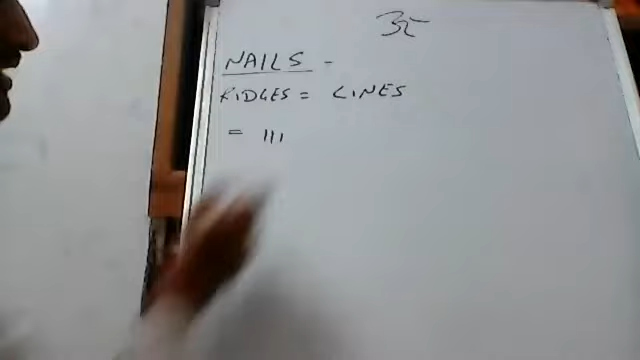 ૐ
NAILS -
RIDGES = LINES
= |||